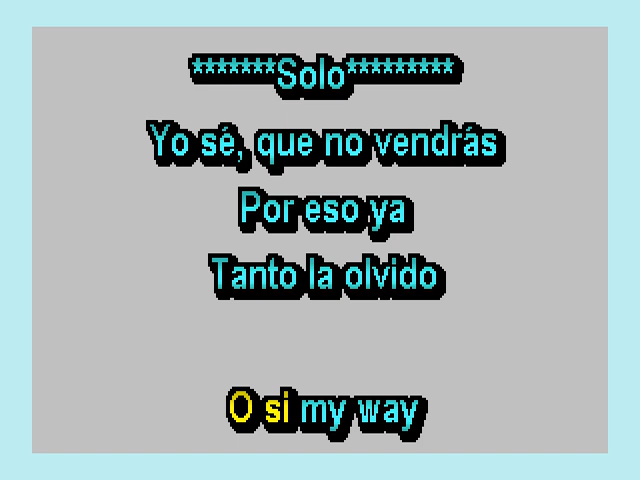 *******Solo*********
Yo sé, que no vendrás
Por eso ya
Tanto la olvido
O si my way